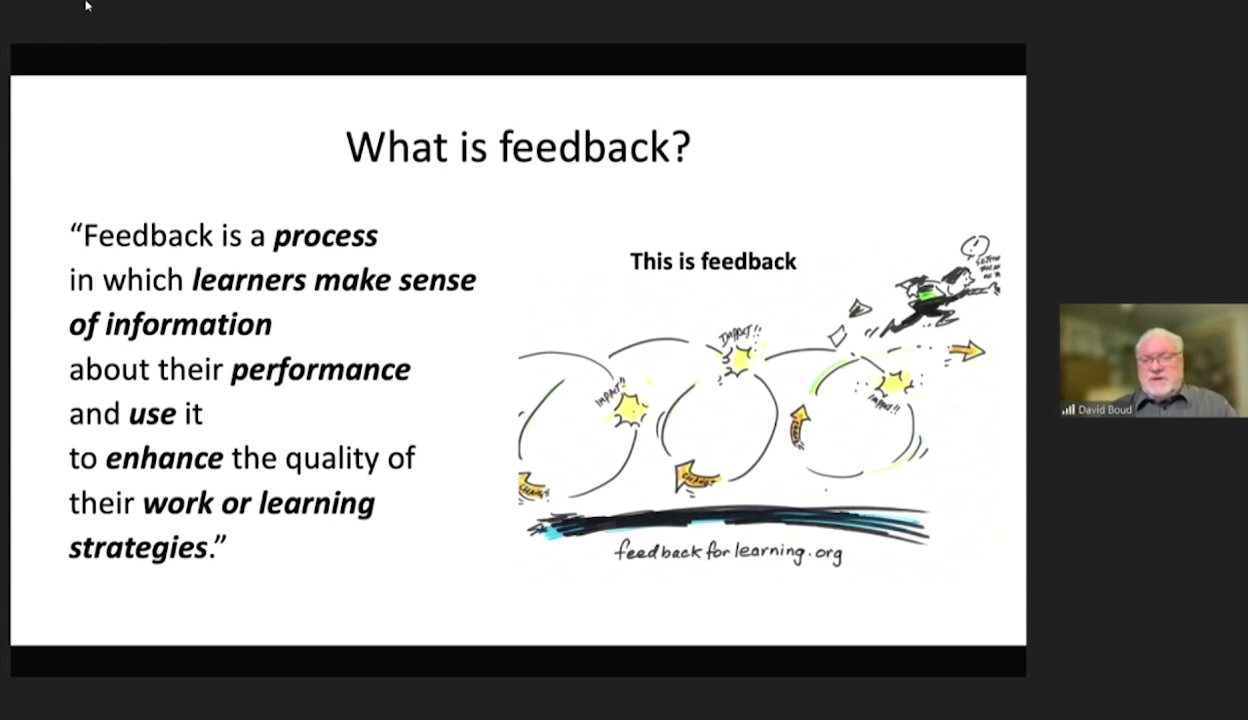 What is feedback?
“Feedback is a process
in which learners make sense
of information
about their performance
and use it
to enhance the quality of
their work or learning
strategies.”
This is feedback
IMPACT!!
IMPACT!!
IMPACT!!
CHANGE
CHANGE
feedbackforlearning.org
David Boud